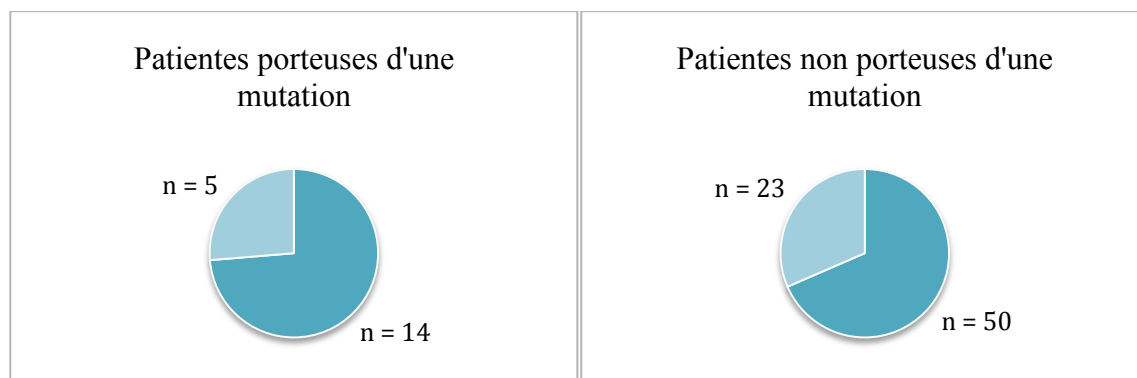 Patientes porteuses d'une
mutation
n = 5
n = 14
Patientes non porteuses d'une
mutation
n = 23
n = 50